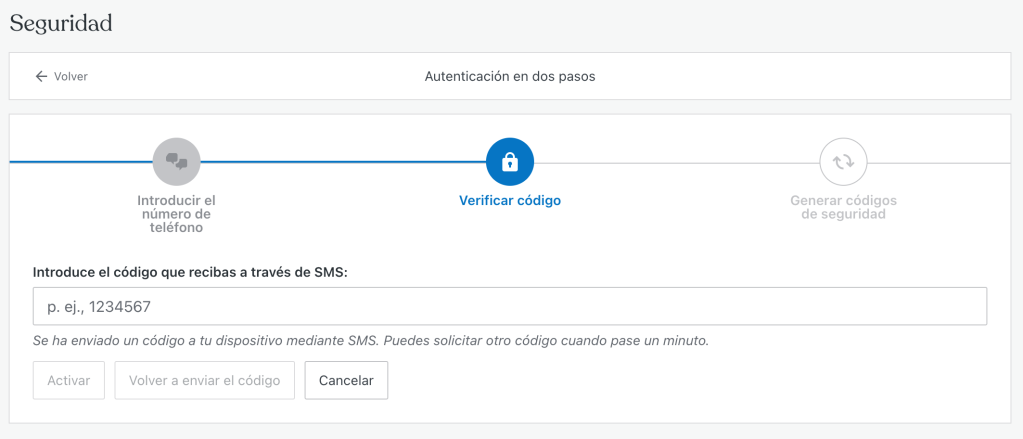 Seguridad
Volver
Autenticación en dos pasos
Introducir el
número de
teléfono
Verificar código
Generar códigos
de seguridad
Introduce el código que recibas a través de SMS:
p. ej., 1234567
Se ha enviado un código a tu dispositivo mediante SMS. Puedes solicitar otro código cuando pase un minuto.
Activar
Volver a enviar el código
Cancelar